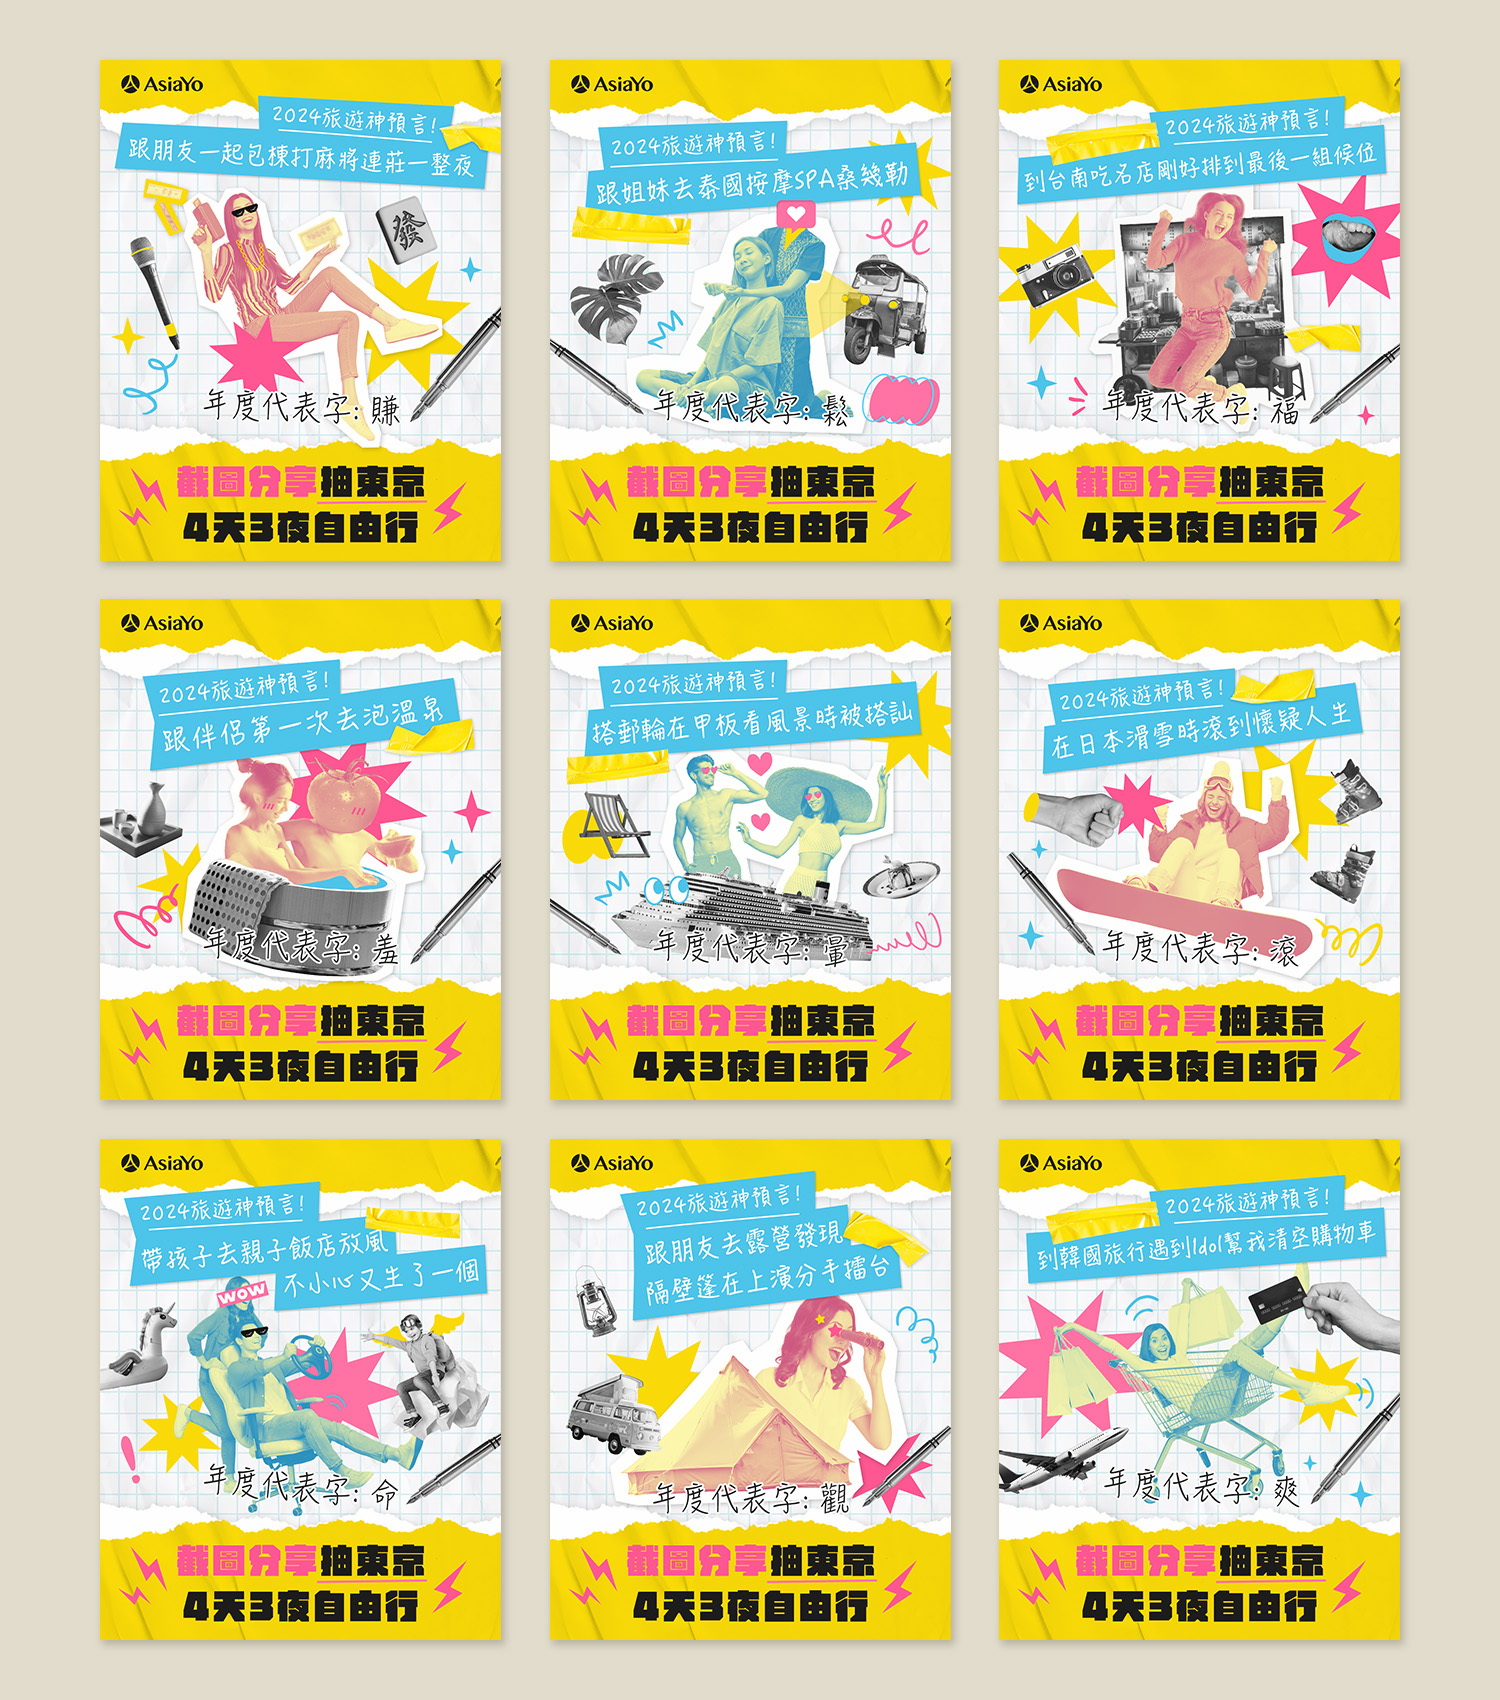 AsiaYo
2024旅遊神預言!
跟朋友一起包棟打麻將連莊一整夜
發
年度代表字: 賺
截圖分享抽東京
4天3夜自由行
AsiaYo
2024旅遊神預言!
跟姐妹去泰國按摩SPA桑幾勒
年度代表字: 鬆
截圖分享抽東京
4天3夜自由行
AsiaYo
2024旅遊神預言!
到台南吃名店剛好排到最後一組候位
年度代表字: 福
截圖分享抽東京
4天3夜自由行
AsiaYo
2024旅遊神預言!
跟伴侶第一次去泡溫泉
年度代表字: 羞
截圖分享抽東京
4天3夜自由行
AsiaYo
2024旅遊神預言!
搭郵輪在甲板看風景時被搭訕
年度代表字: 暈
截圖分享抽東京
4天3夜自由行
AsiaYo
2024旅遊神預言!
在日本滑雪時滾到懷疑人生
年度代表字: 滾
截圖分享抽東京
4天3夜自由行
AsiaYo
2024旅遊神預言!
帶孩子去親子飯店放風
不小心又生了一個
WOW
年度代表字: 命
截圖分享抽東京
4天3夜自由行
AsiaYo
2024旅遊神預言!
跟朋友去露營發現
隔壁篷在上演分手擂台
年度代表字: 觀
截圖分享抽東京
4天3夜自由行
AsiaYo
2024旅遊神預言!
到韓國旅行遇到Idol幫我清空購物車
年度代表字: 爽
截圖分享抽東京
4天3夜自由行